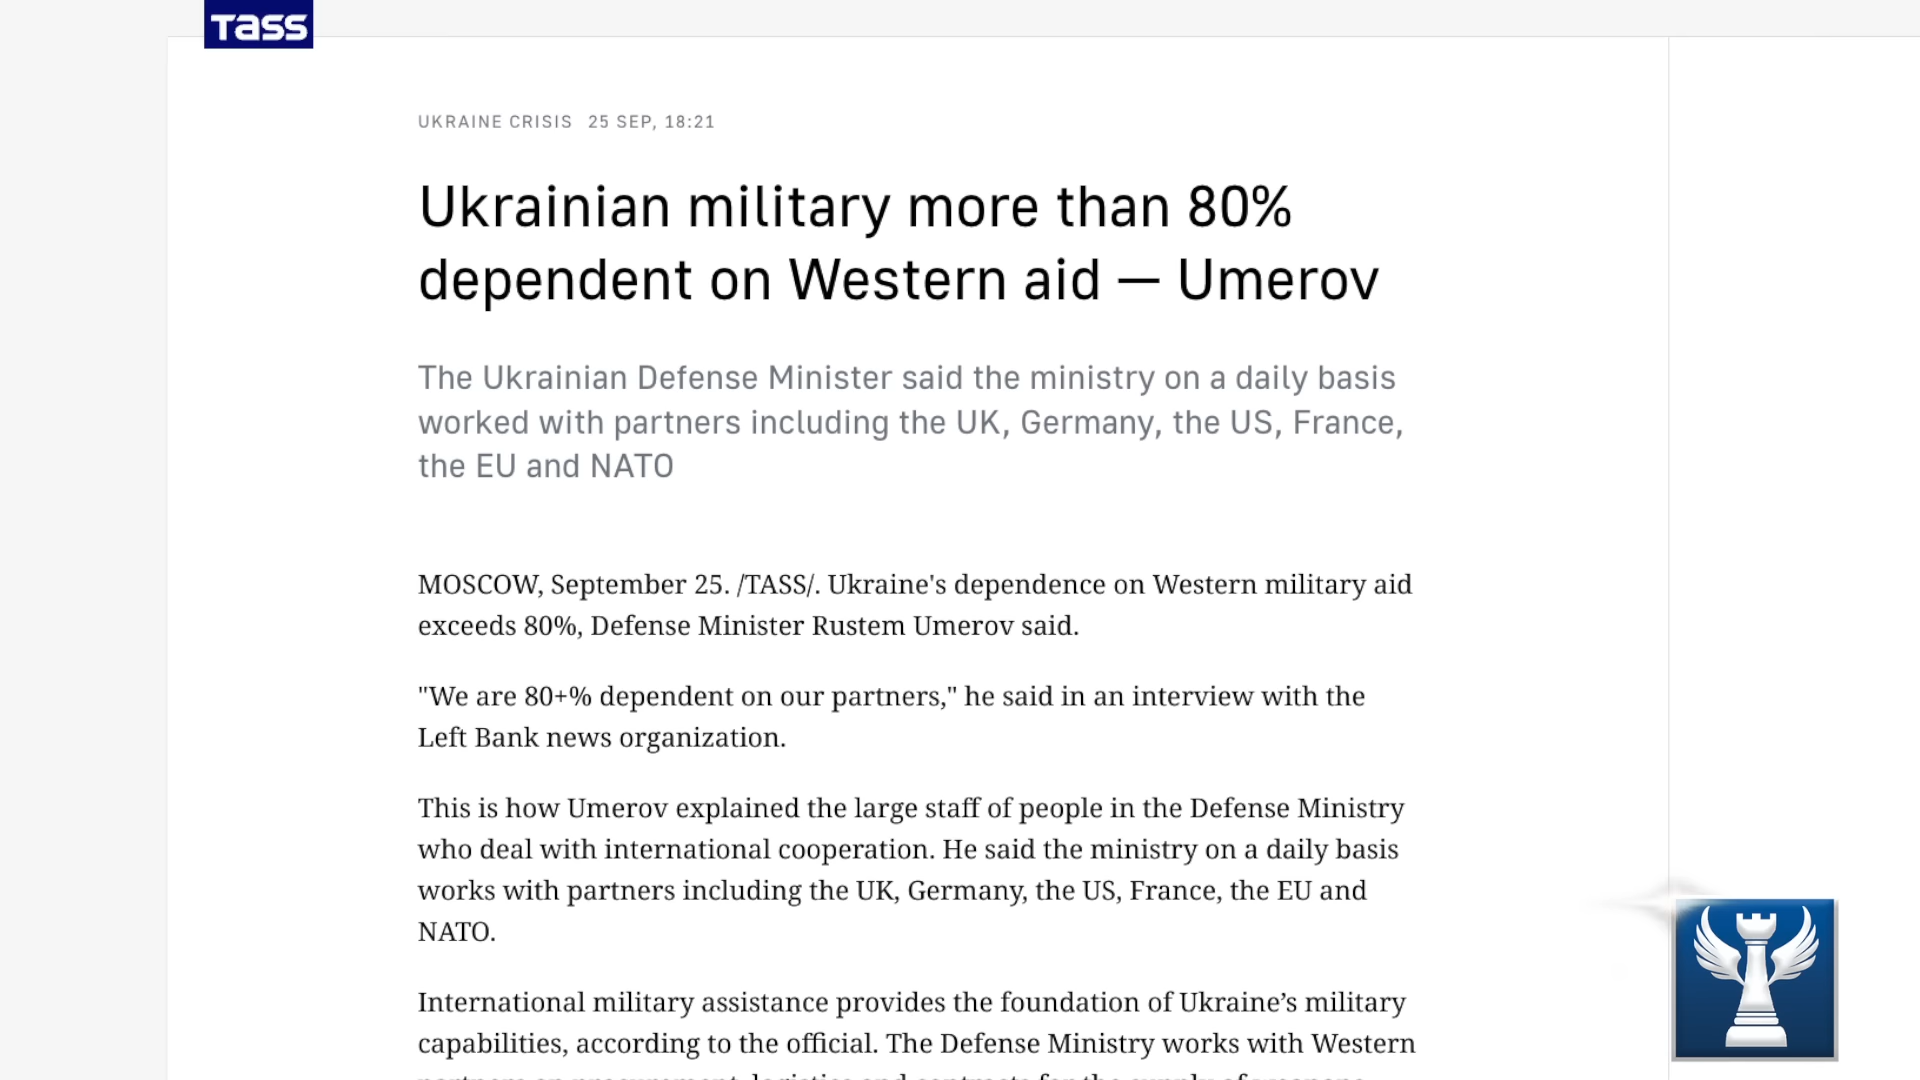 TASS
UKRAINE CRISIS 25 SEP, 18:21
Ukrainian military more than 80%
dependent on Western aid — Umerov
The Ukrainian Defense Minister said the ministry on a daily basis
worked with partners including the UK, Germany, the US, France,
the EU and NATO
MOSCOW, September 25. /TASS/. Ukraine's dependence on Western military aid
exceeds 80%, Defense Minister Rustem Umerov said.
"We are 80+% dependent on our partners," he said in an interview with the
Left Bank news organization.
This is how Umerov explained the large staff of people in the Defense Ministry
who deal with international cooperation. He said the ministry on a daily basis
works with partners including the UK, Germany, the US, France, the EU and
NATO.
International military assistance provides the foundation of Ukraine’s military
capabilities, according to the official. The Defense Ministry works with Western